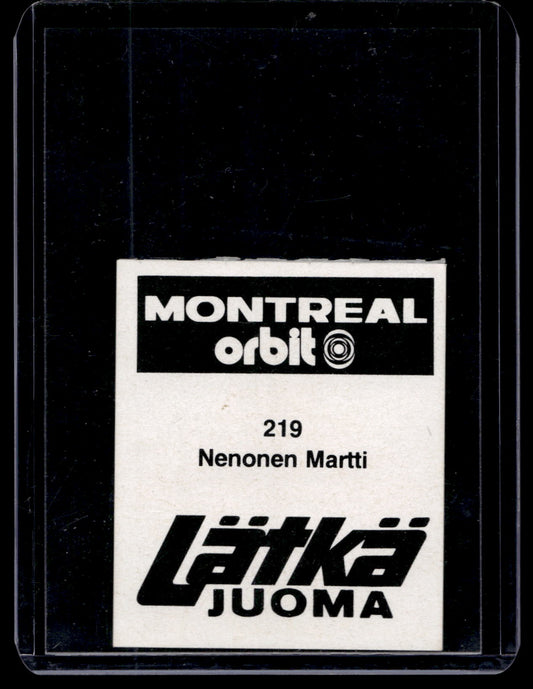 MONTREAL
orbit
219
Nenonen Martti
Lätkä
JUOMA